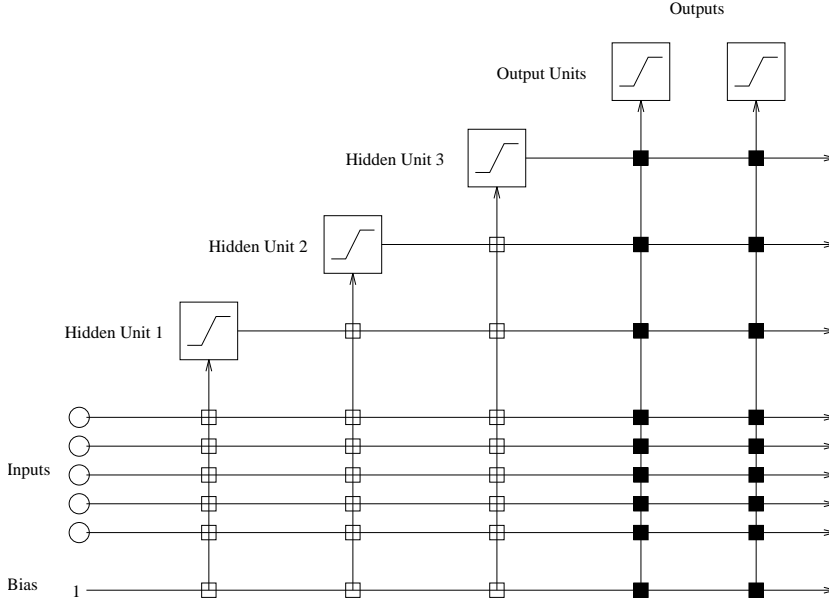 Outputs
Output Units
Hidden Unit 3
Hidden Unit 2
Hidden Unit 1
Inputs
Bias 1